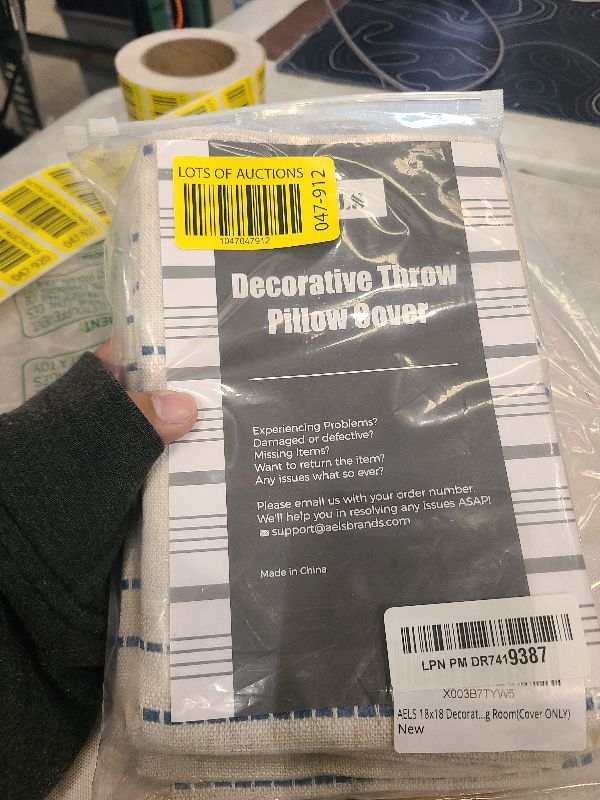 LOTS OF AUCTIONS
1047047912
047-912
Decorative Throw
Pillow Cover
Experiencing Problems?
Damaged or defective?
Missing Items?
Want to return the item?
Any issues what so ever?
Please email us with your order number.
We'll help you in resolving any issues ASAP!
support@aelsbrands.com
Made in China
LPN PM DR7419387
X003B7TYW5
AELS 18x18 Decorat...g Room(Cover ONLY)
New
AUCTIONS
047-920